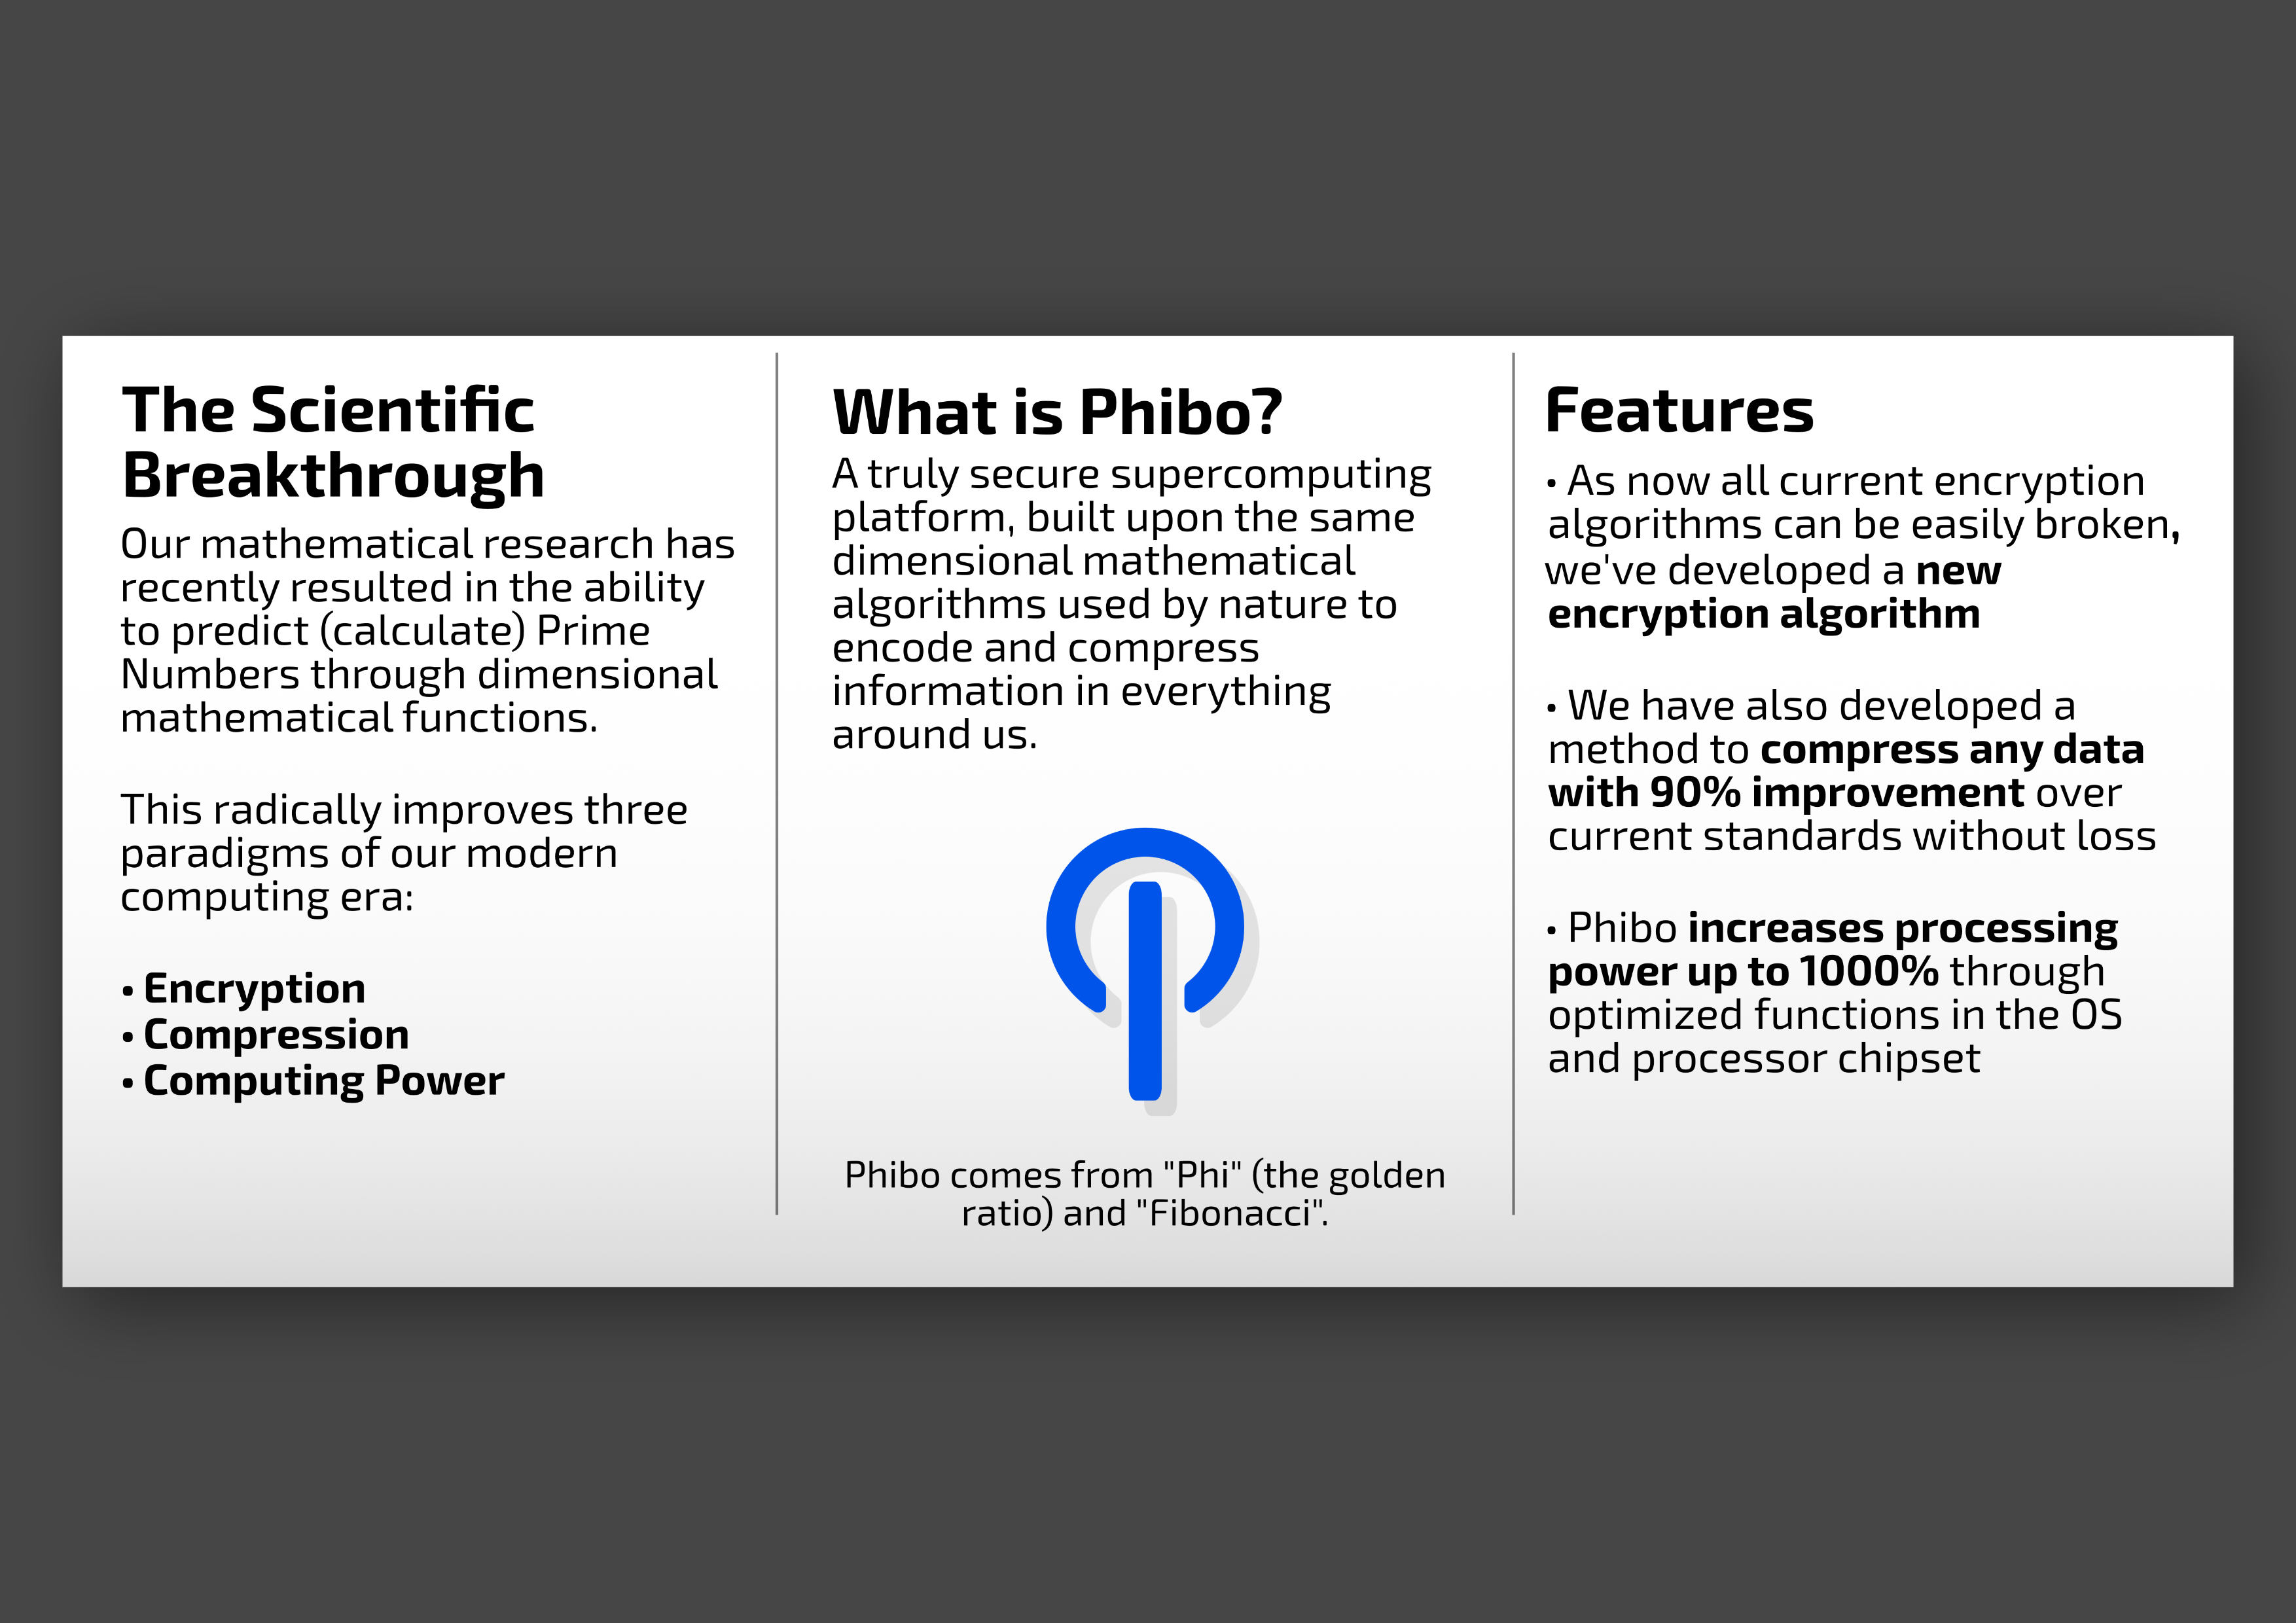 The Scientific
Breakthrough
Our mathematical research has
recently resulted in the ability
to predict (calculate) Prime
Numbers through dimensional
mathematical functions.
This radically improves three
paradigms of our modern
computing era:
• Encryption
• Compression
• Computing Power
What is Phibo?
A truly secure supercomputing
platform, built upon the same
dimensional mathematical
algorithms used by nature to
encode and compress
information in everything
around us.
Phibo comes from "Phi" (the golden
ratio) and "Fibonacci".
Features
• As now all current encryption
algorithms can be easily broken,
we've developed a new
encryption algorithm
• We have also developed a
method to compress any data
with 90% improvement over
current standards without loss
• Phibo increases processing
power up to 1000% through
optimized functions in the OS
and processor chipset